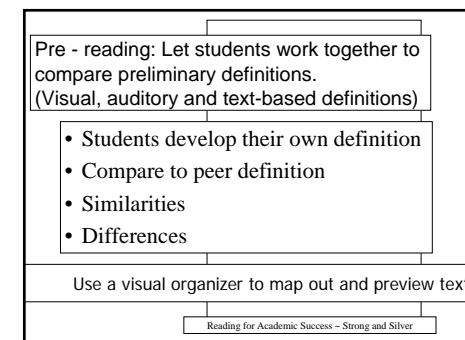 Pre - reading: Let students work together to
compare preliminary definitions.
(Visual, auditory and text-based definitions)
• Students develop their own definition
• Compare to peer definition
• Similarities
• Differences
Use a visual organizer to map out and preview text
Reading for Academic Success ~ Strong and Silver